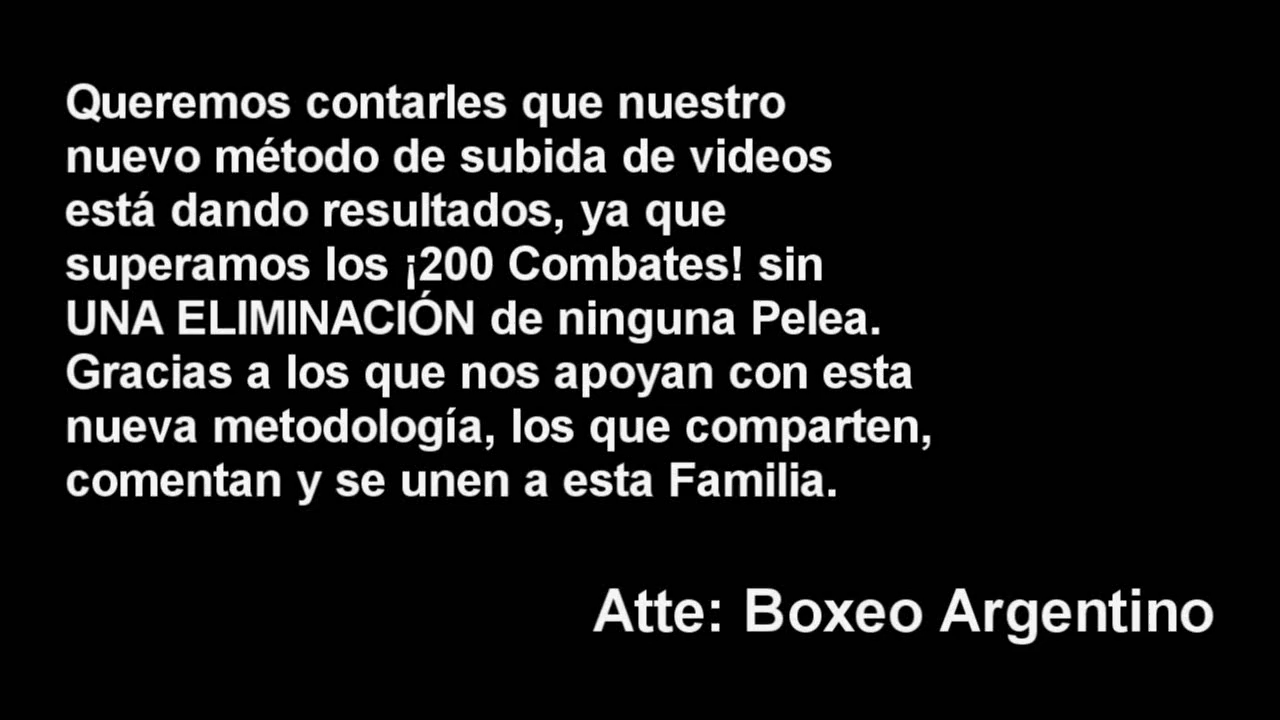 Queremos contarles que nuestro
nuevo método de subida de videos
está dando resultados, ya que
superamos los ¡200 Combates! sin
UNA ELIMINACIÓN de ninguna Pelea.
Gracias a los que nos apoyan con esta
nueva metodología, los que comparten,
comentan y se unen a esta Familia.
Atte: Boxeo Argentino